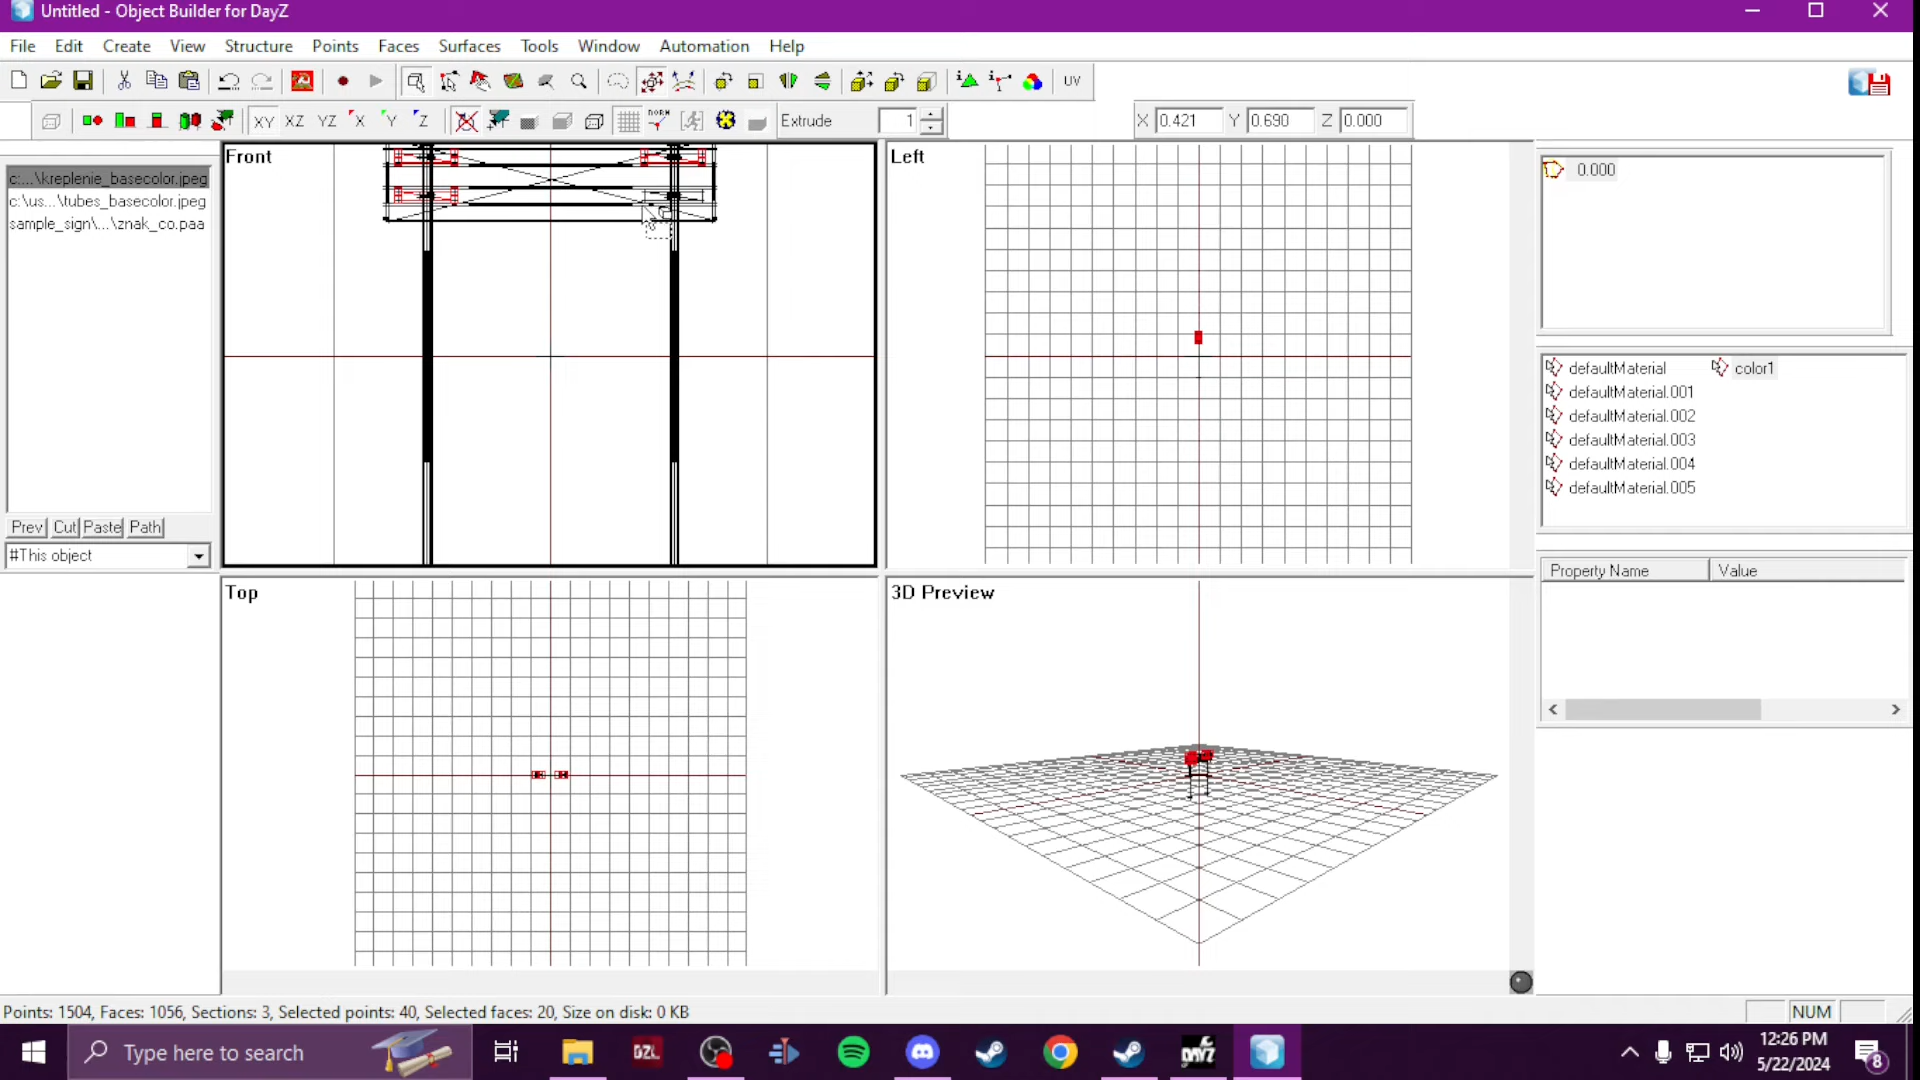 Untitled - Object Builder for DayZ
File Edit Create View Structure Points Faces Surfaces Tools Window Automation Help
UV
XY XZ YZ X Y Z NORM Extrude 1 X 0.421 Y 0.690 Z 0.000
c:...\kreplenie_basecolor.jpeg
c:\us...\tubes_basecolor.jpeg
sample_sign\...\znak_co.paa
Prev Cut Paste Path
#This object
Front
Left
Top
3D Preview
0.000
defaultMaterial color1
defaultMaterial.001
defaultMaterial.002
defaultMaterial.003
defaultMaterial.004
defaultMaterial.005
Property Name Value
Points: 1504, Faces: 1056, Sections: 3, Selected points: 40, Selected faces: 20, Size on disk: 0 KB
NUM
Type here to search
DZL
DAYZ
12:26 PM
5/22/2024
8